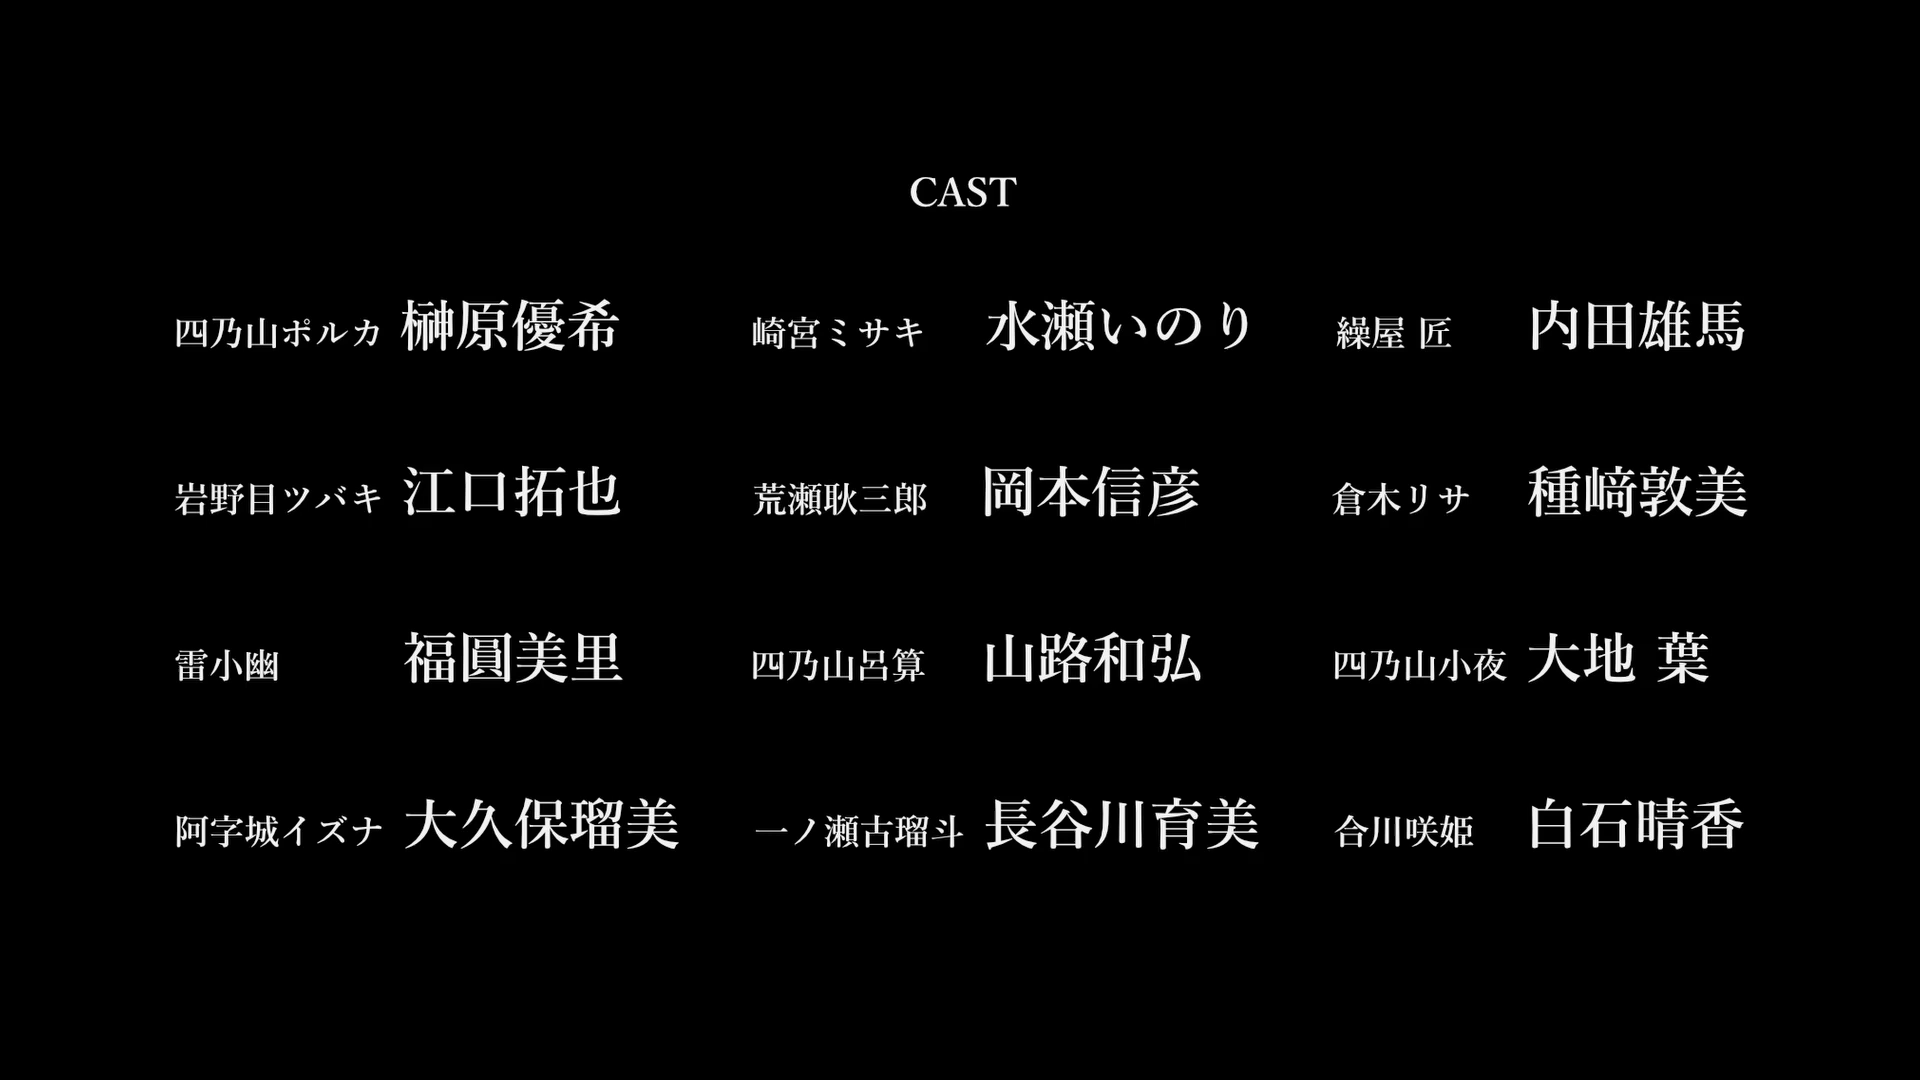 CAST
四乃山ポルカ 榊原優希 崎宮ミサキ 水瀬いのり 繰屋 匠 内田雄馬
岩野目ツバキ 江口拓也 荒瀬耿三郎 岡本信彦 倉木リサ 種﨑敦美
雷小幽 福圓美里 四乃山呂算 山路和弘 四乃山小夜 大地 葉
阿字城イズナ 大久保瑠美 一ノ瀬古瑠斗 長谷川育美 合川咲姫 白石晴香